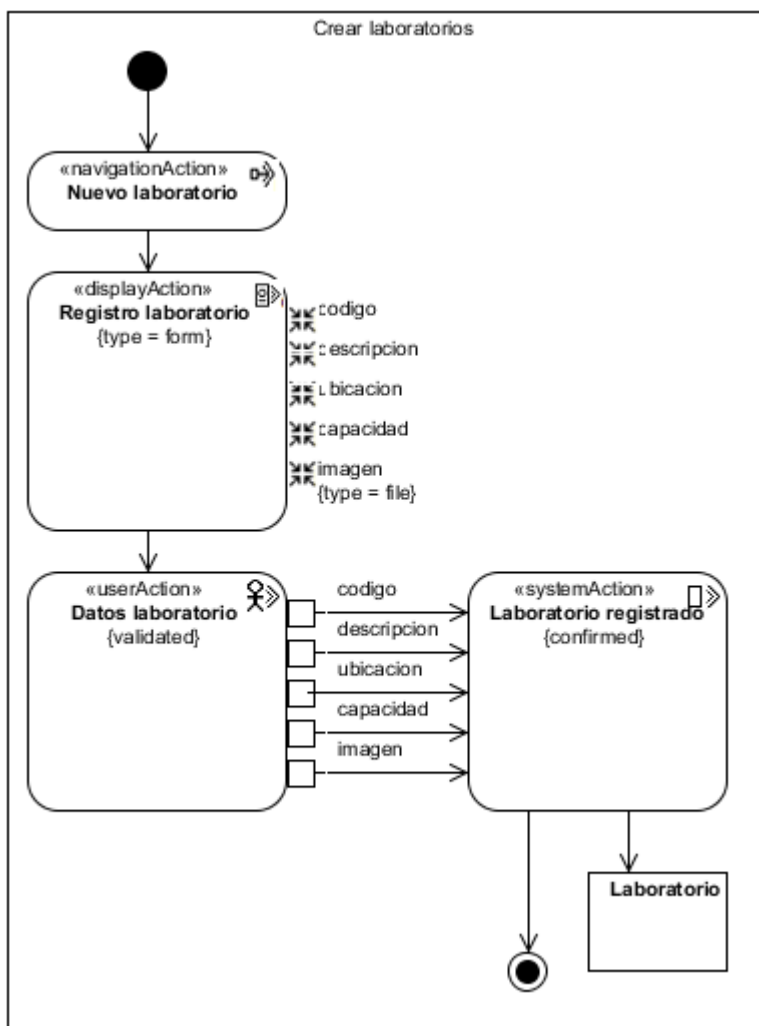 Crear laboratorios
«navigationAction»
Nuevo laboratorio
«displayAction»
Registro laboratorio
{type = form}
codigo
descripcion
ubicacion
capacidad
imagen
{type = file}
«userAction»
Datos laboratorio
{validated}
codigo
descripcion
ubicacion
capacidad
imagen
«systemAction»
Laboratorio registrado
{confirmed}
Laboratorio